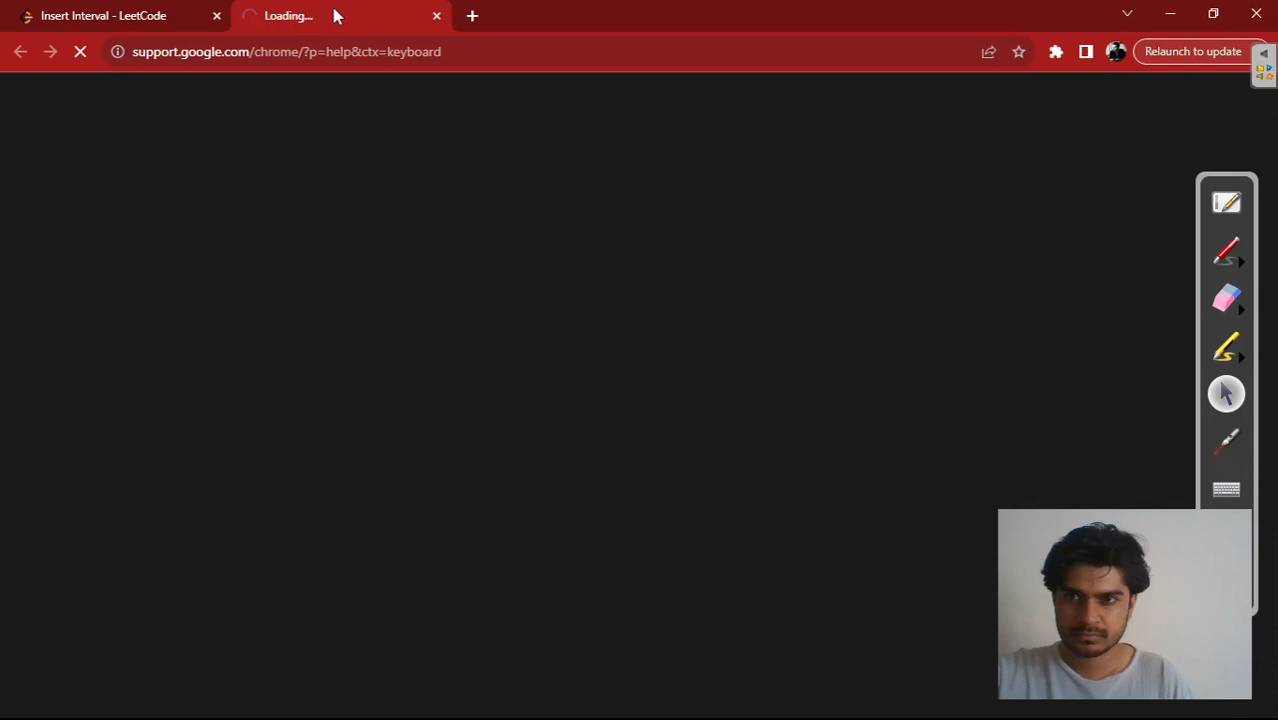 Insert Interval - LeetCode
Loading...
support.google.com/chrome/?p=help&ctx=keyboard
Relaunch to update